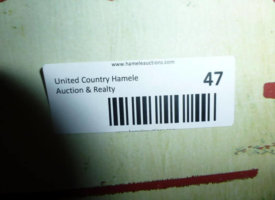 www.hameleauctions.com
United Country Hamele
47
Auction & Realty